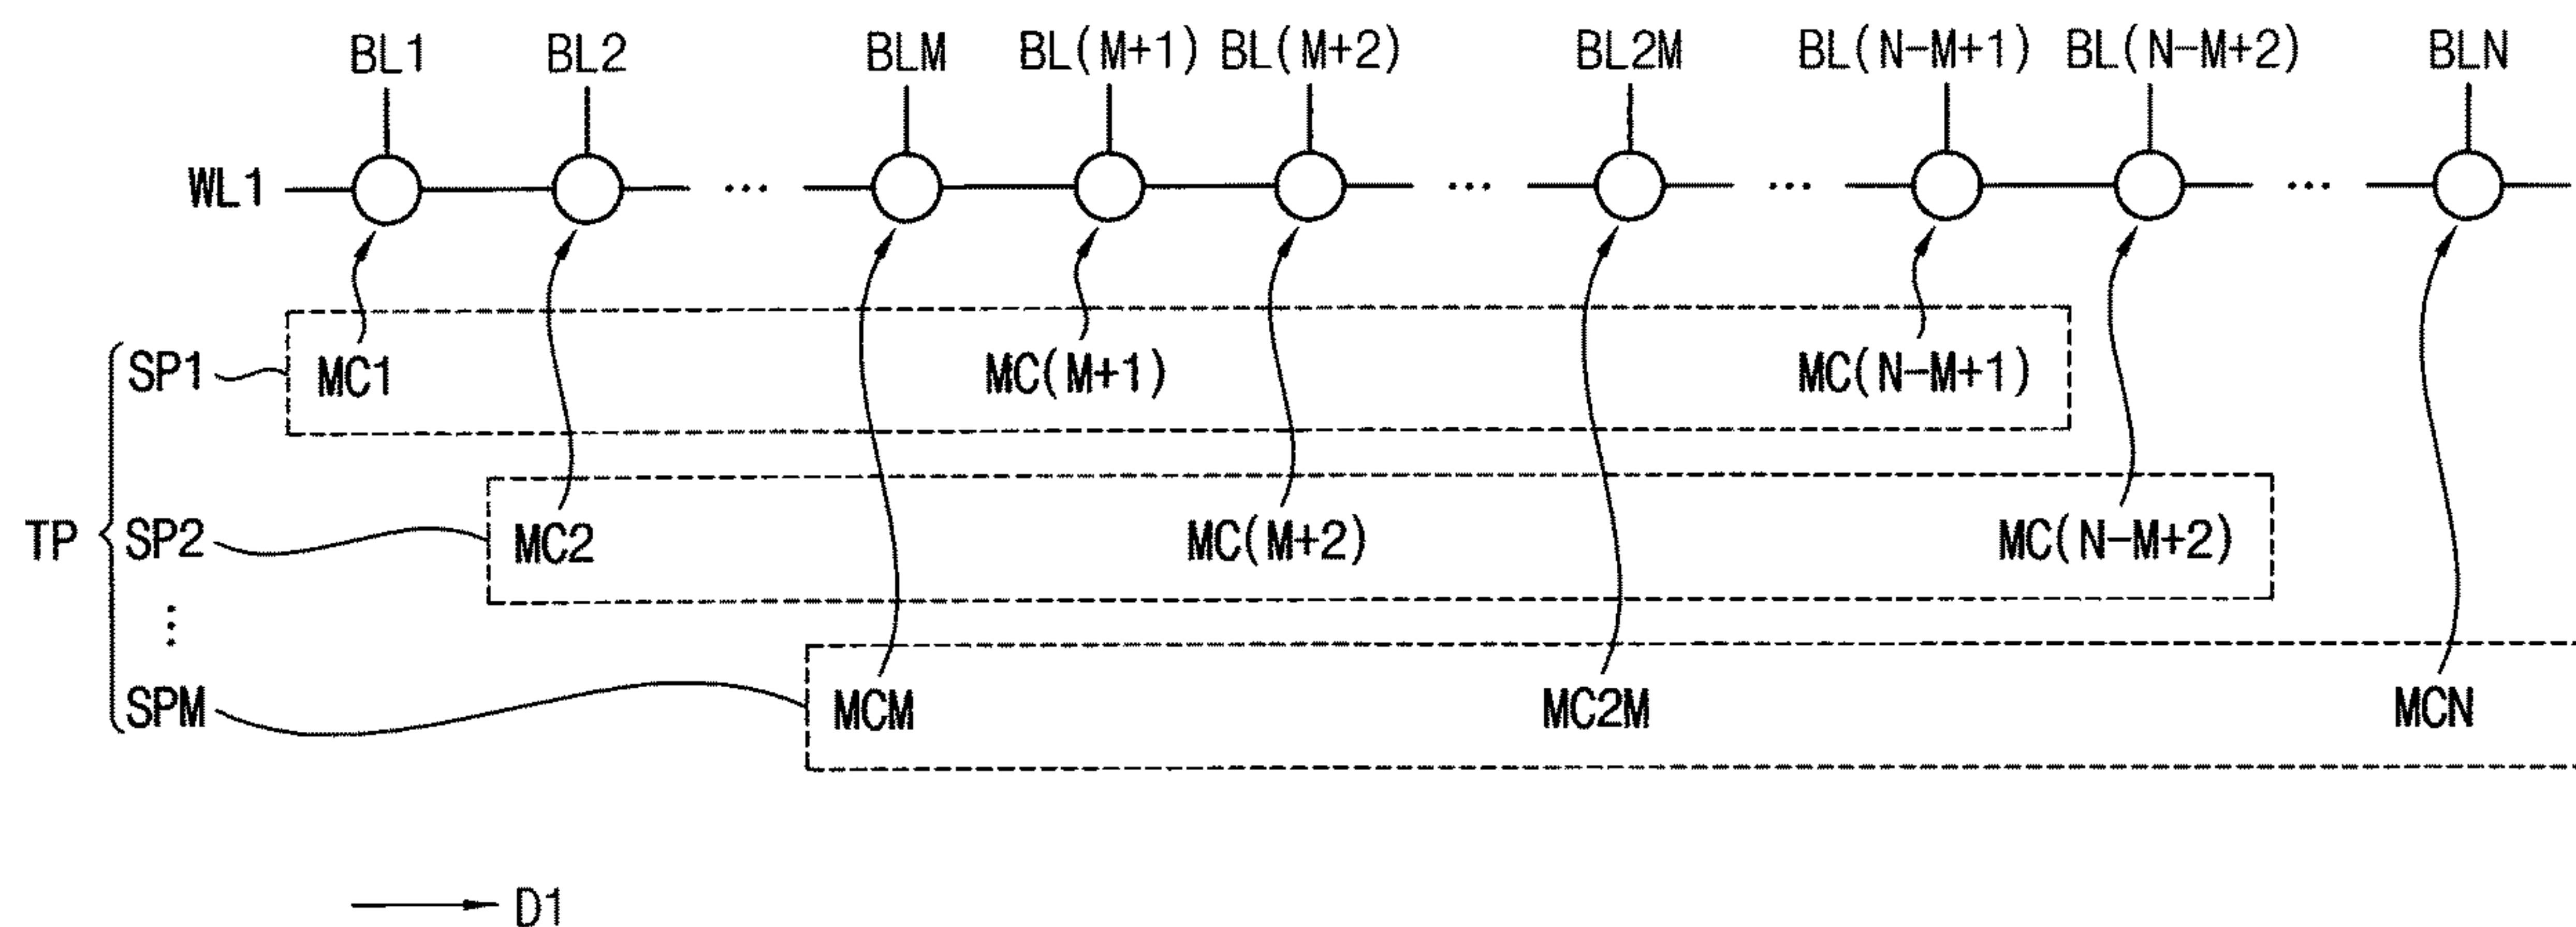 BL1 BL2 BLM BL(M+1) BL(M+2) BL2M BL(N-M+1) BL(N-M+2) BLN
WL1 ... ... ... ...
SP1 MC1 MC(M+1) MC(N-M+1)
TP SP2 MC2 MC(M+2) MC(N-M+2)
SPM MCM MC2M MCN
D1